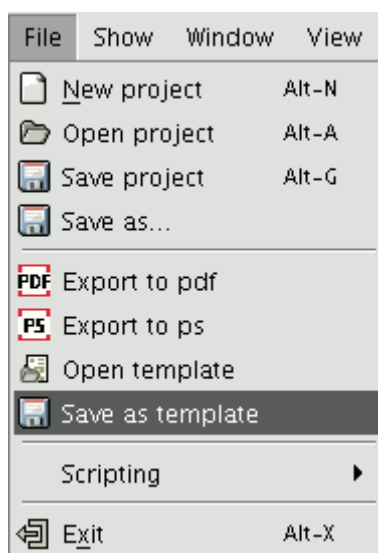 File Show Window View
New project Alt-N
Open project Alt-A
Save project Alt-G
Save as...
PDF Export to pdf
PS Export to ps
Open template
Save as template
Scripting
Exit Alt-X